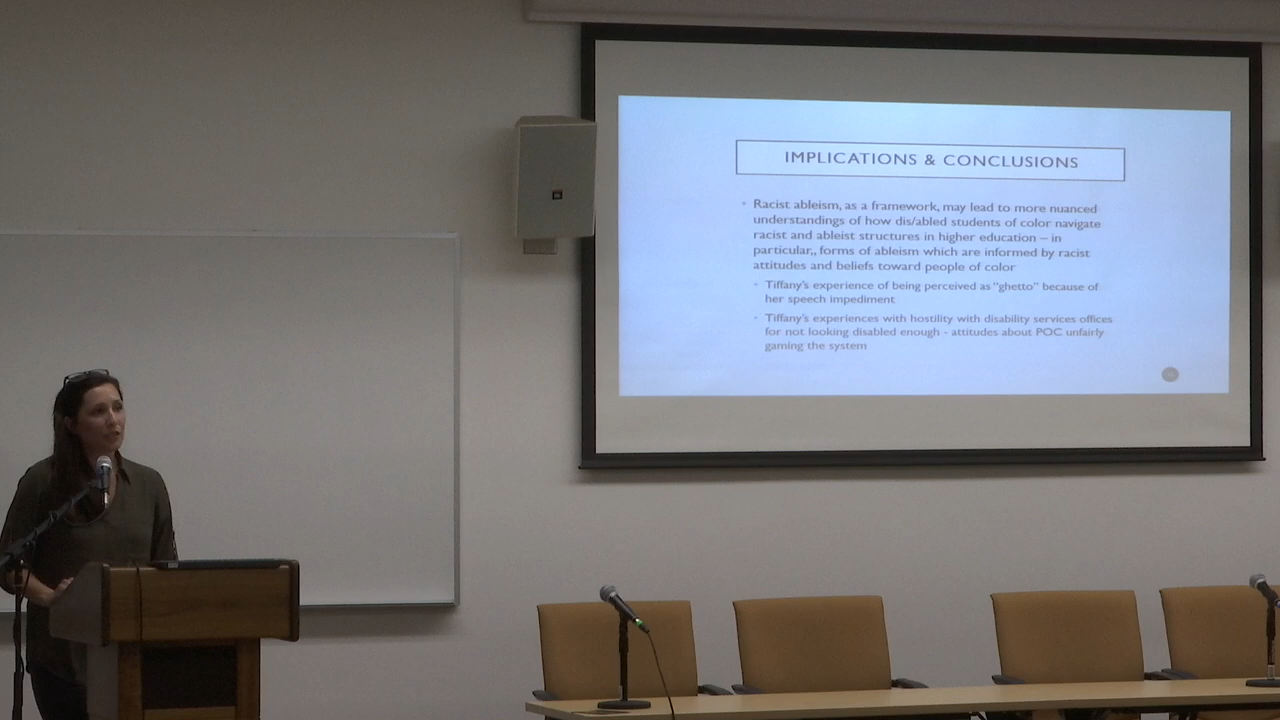 IMPLICATIONS & CONCLUSIONS
Racist ableism, as a framework, may lead to more nuanced
understandings of how dis/abled students of color navigate
racist and ableist structures in higher education – in
particular,, forms of ableism which are informed by racist
attitudes and beliefs toward people of color
Tiffany's experience of being perceived as "ghetto" because of
her speech impediment
Tiffany's experiences with hostility with disability services offices
for not looking disabled enough - attitudes about POC unfairly
gaming the system